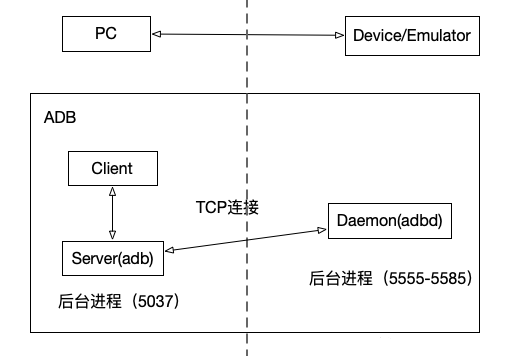 PC
Device/Emulator
ADB
Client
TCP连接
Daemon(adbd)
Server(adb)
后台进程（5037）
后台进程（5555-5585）